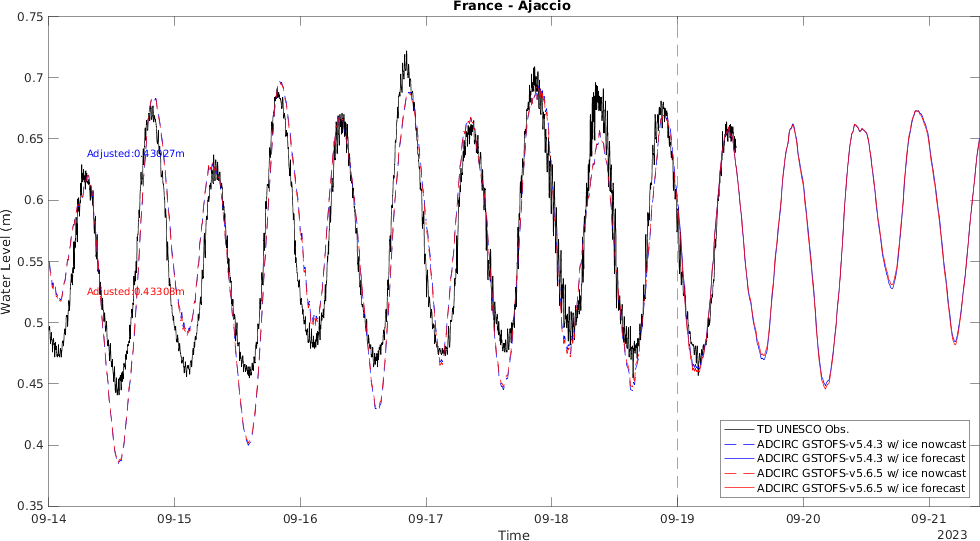 France - Ajaccio
0.75
0.7
0.65
0.6
0.55
0.5
0.45
0.4
0.35
Water Level (m)
Adjusted:0.43027m
Adjusted:0.43303m
TD UNESCO Obs.
ADCIRC GSTOFS-v5.4.3 w/ ice nowcast
ADCIRC GSTOFS-v5.4.3 w/ ice forecast
ADCIRC GSTOFS-v5.6.5 w/ ice nowcast
ADCIRC GSTOFS-v5.6.5 w/ ice forecast
09-14 09-15 09-16 09-17 09-18 09-19 09-20 09-21
Time
2023